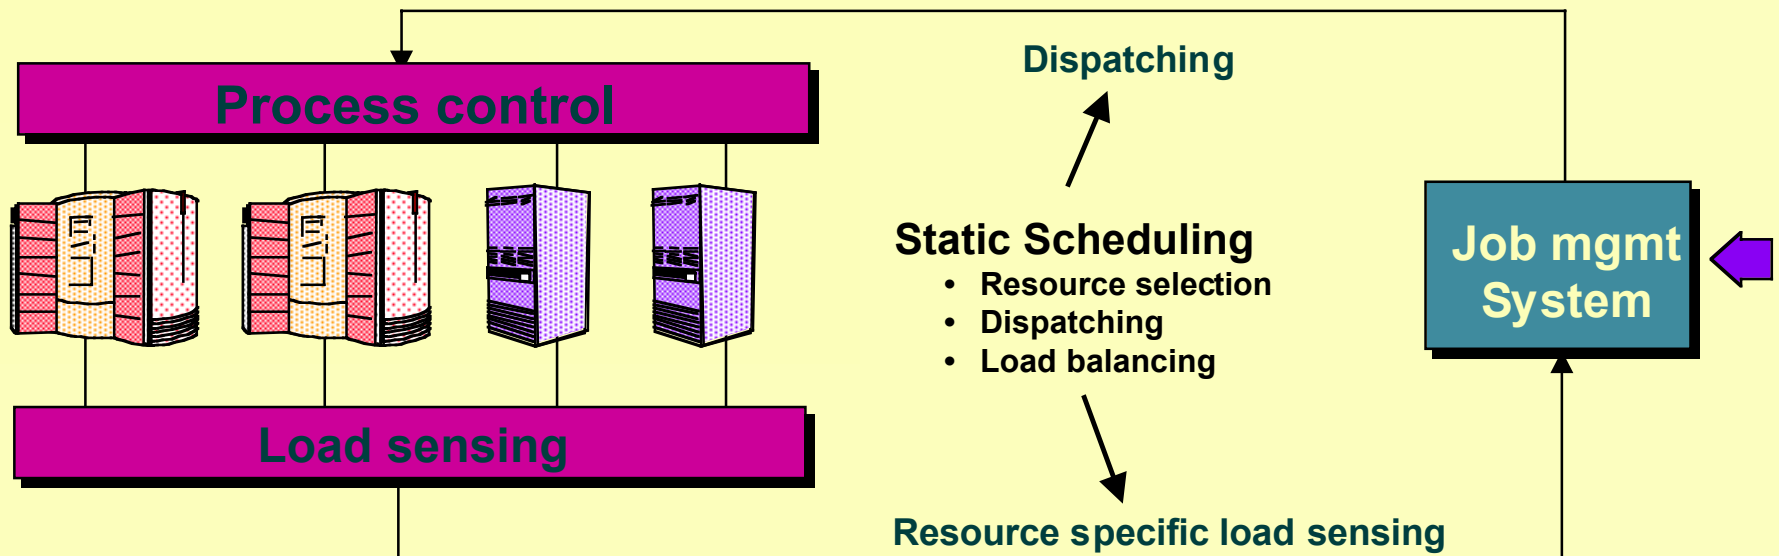 Dispatching
Process control
Static Scheduling
• Resource selection
• Dispatching
• Load balancing
Job mgmt
System
Load sensing
Resource specific load sensing